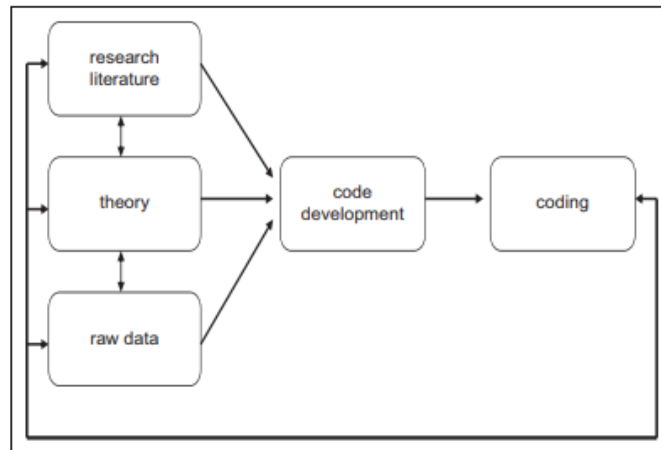 research
literature
theory
code
development
coding
raw data